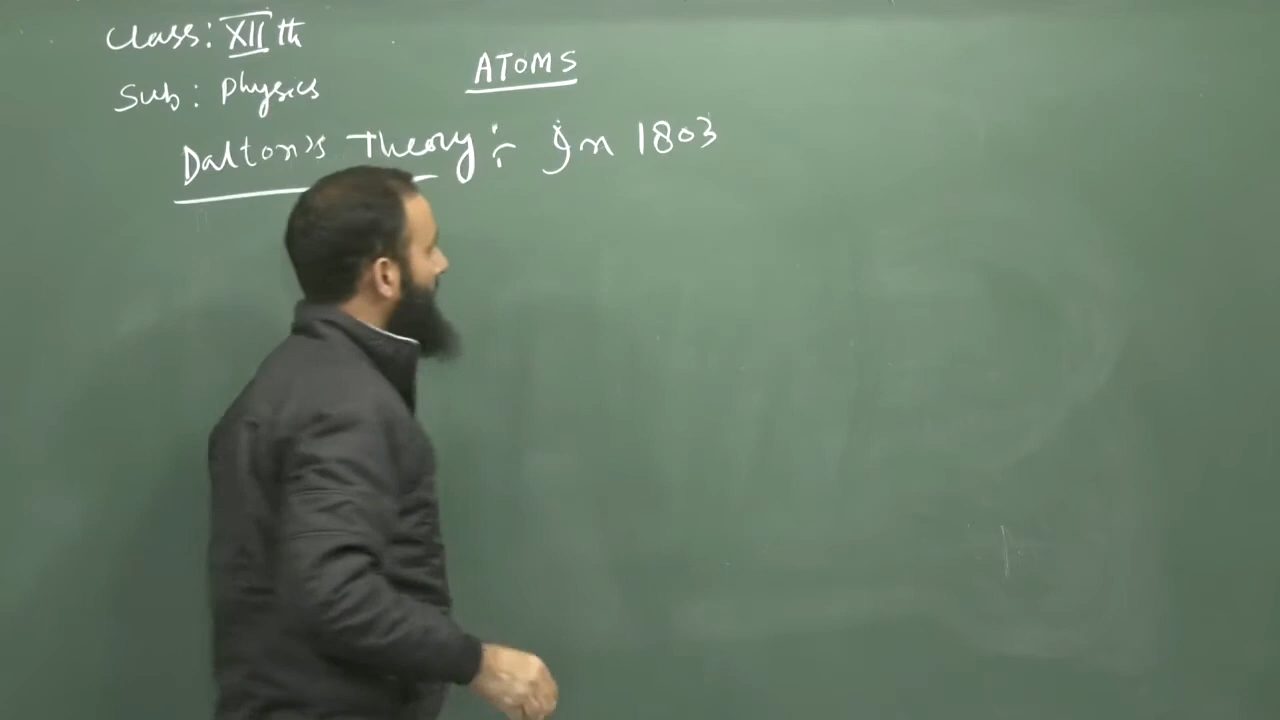 Class: XII th
ATOMS
Sub: Physics
Dalton's Theory :- In 1803